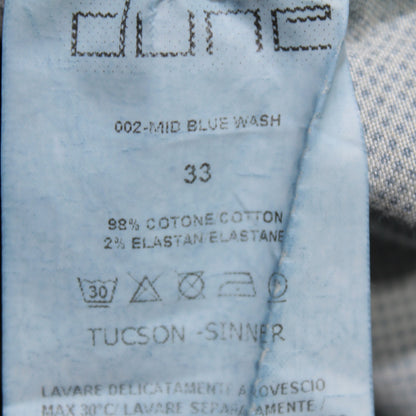 dune
002-MID BLUE WASH
33
98% COTONE COTTON
2% ELASTAN/ELASTANE
30
TUCSON -SINNER
LAVARE DELICATAMENTE A ROVESCIO
MAX 30°C/ LAVARE SEPARATAMENTE /